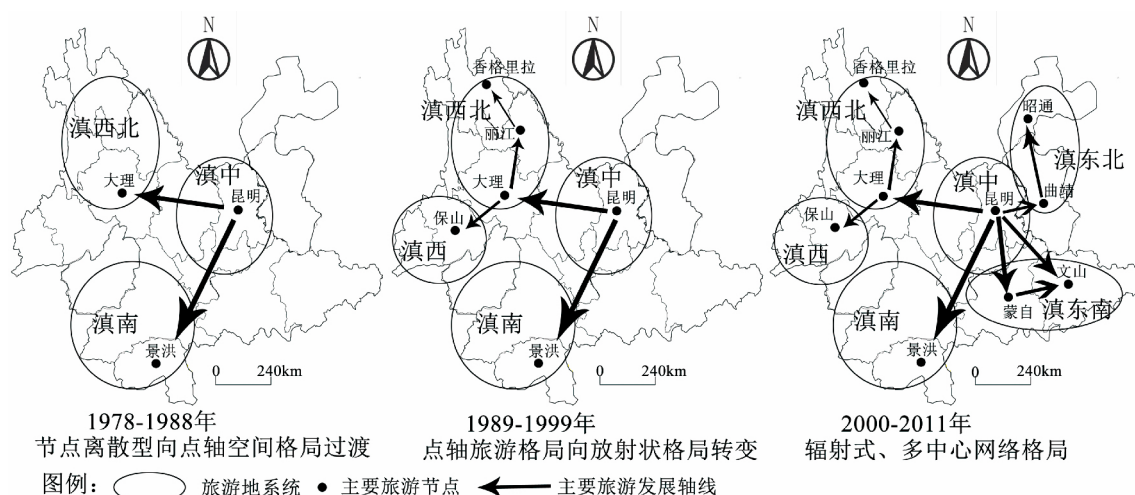 N
滇西北
大理
滇中
昆明
滇南
景洪
0 240km
1978-1988年
节点离散型向点轴空间格局过渡
N
香格里拉
滇西北
丽江
大理
滇中
昆明
保山
滇西
滇南
景洪
0 240km
1989-1999年
点轴旅游格局向放射状格局转变
N
香格里拉
滇西北
丽江
大理
昭通
滇东北
曲靖
滇中
昆明
保山
滇西
文山
蒙自
滇东南
滇南
景洪
0 240km
2000-2011年
辐射式、多中心网络格局
图例： 旅游地系统 主要旅游节点 主要旅游发展轴线